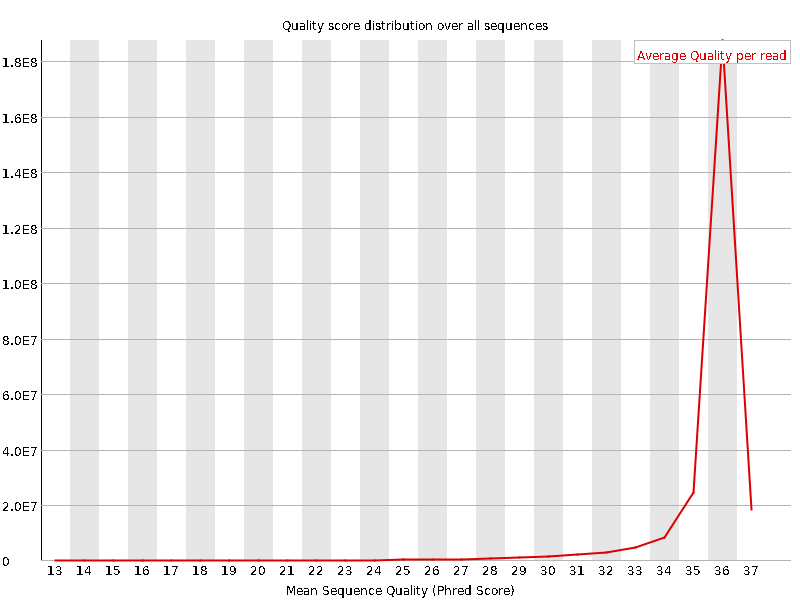 Quality score distribution over all sequences
Average Quality per read
1.8E8
1.6E8
1.4E8
1.2E8
1.0E8
8.0E7
6.0E7
4.0E7
2.0E7
0
13 14 15 16 17 18 19 20 21 22 23 24 25 26 27 28 29 30 31 32 33 34 35 36 37
Mean Sequence Quality (Phred Score)